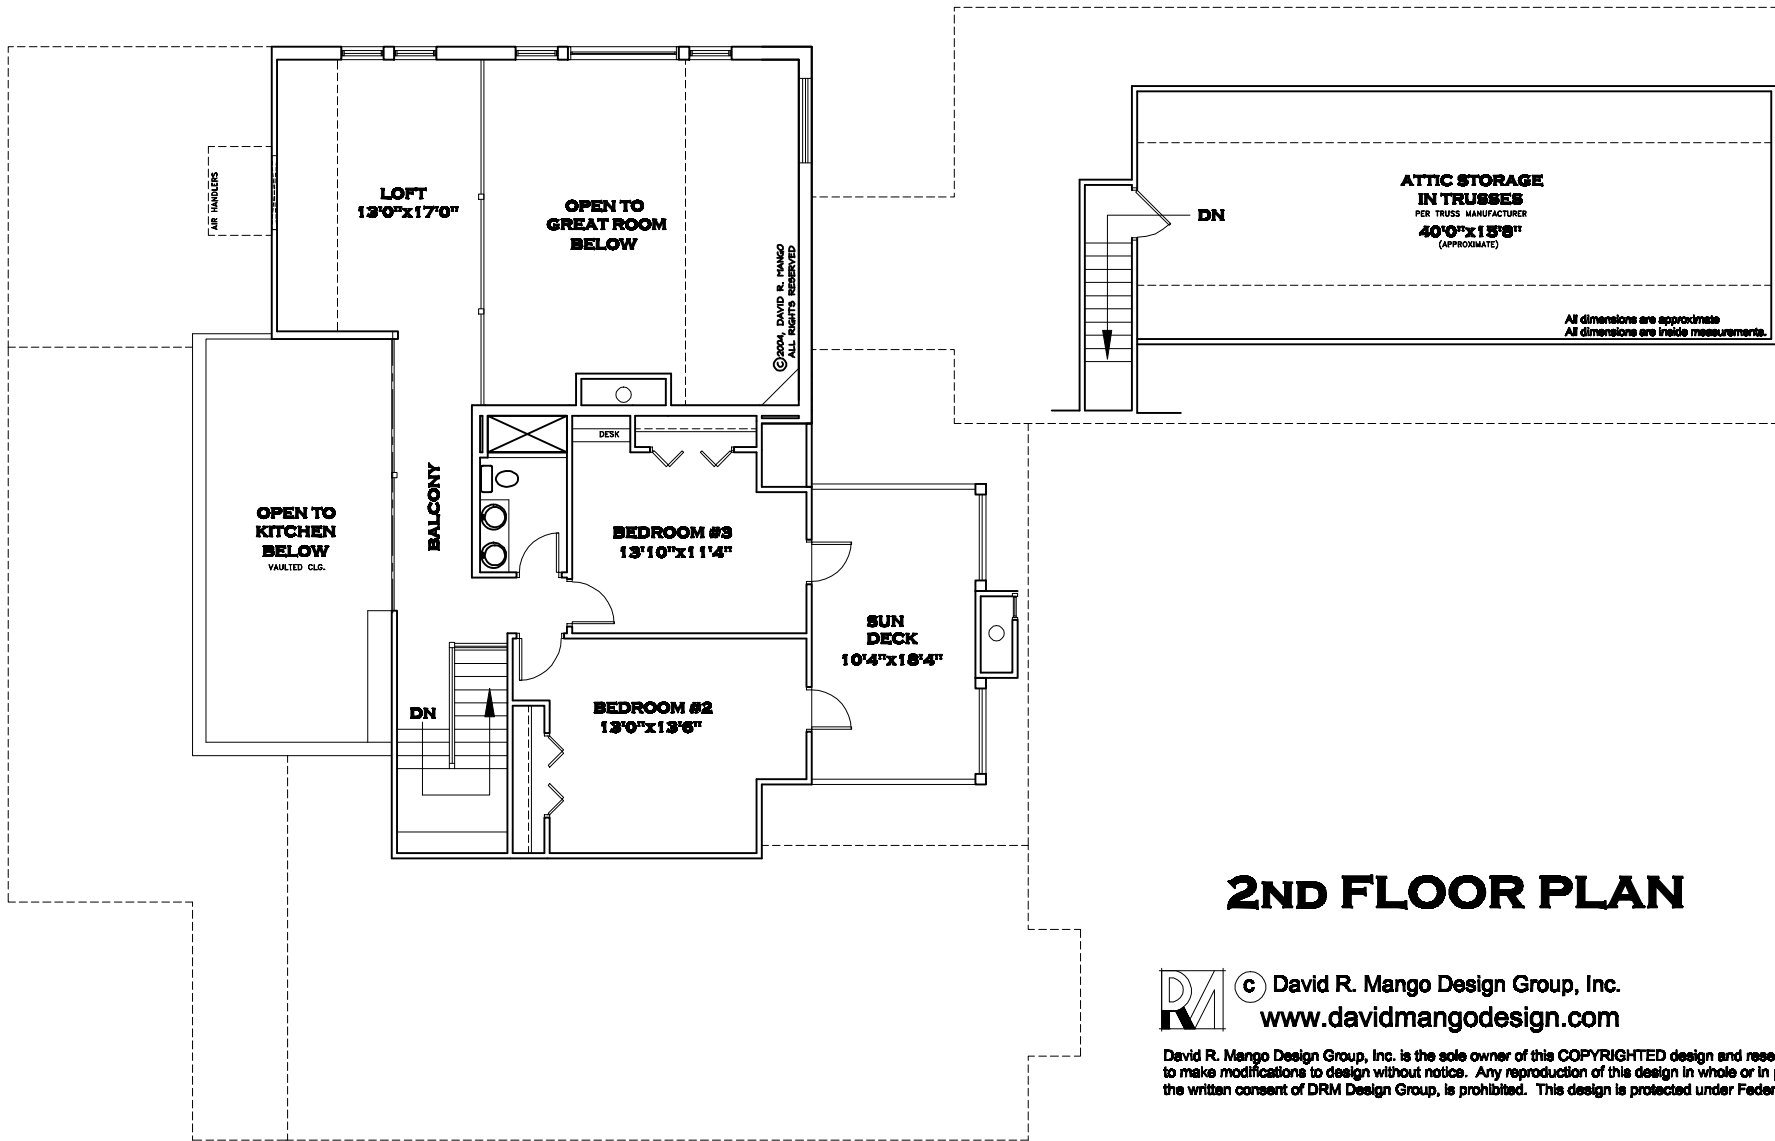 AIR HANDLERS
LOFT
13'0"x17'0"
OPEN TO
GREAT ROOM
BELOW
©2004, DAVID R. MANGO
ALL RIGHTS RESERVED
DN
ATTIC STORAGE
IN TRUSSES
PER TRUSS MANUFACTURER
40'0"x15'8"
(APPROXIMATE)
All dimensions are approximate
All dimensions are inside measurements.
DESK
BALCONY
OPEN TO
KITCHEN
BELOW
VAULTED CLG.
BEDROOM #3
13'10"x11'4"
SUN
DECK
10'4"x18'4"
BEDROOM #2
13'0"x13'6"
DN
2ND FLOOR PLAN
RM
© David R. Mango Design Group, Inc.
www.davidmangodesign.com
David R. Mango Design Group, Inc. is the sole owner of this COPYRIGHTED design and rese
to make modifications to design without notice. Any reproduction of this design in whole or in p
the written consent of DRM Design Group, is prohibited. This design is protected under Feder